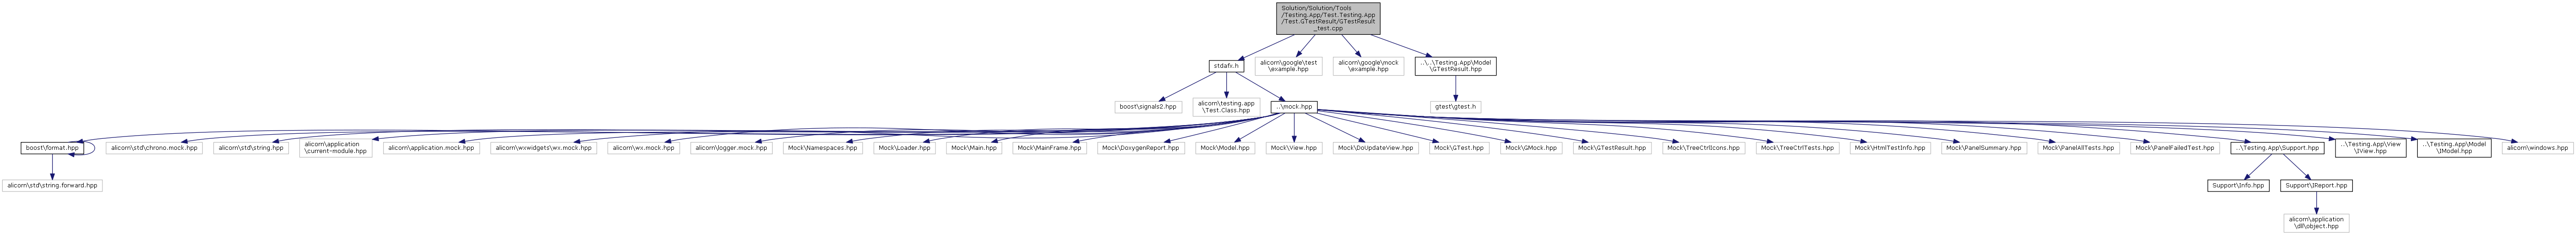 Solution/Solution/Tools
/Testing.App/Test.Testing.App
/Test.GTestResult/GTestResult
_test.cpp
stdafx.h
alicorn\google\test
\example.hpp
alicorn\google\mock
\example.hpp
..\..\Testing.App\Model
\GTestResult.hpp
boost\signals2.hpp
alicorn\testing.app
\Test.Class.hpp
..\mock.hpp
gtest\gtest.h
boost\format.hpp
alicorn\std\chrono.mock.hpp
alicorn\std\string.hpp
alicorn\application
\current-module.hpp
alicorn\application.mock.hpp
alicorn\wxwidgets\wx.mock.hpp
alicorn\wx.mock.hpp
alicorn\logger.mock.hpp
Mock\Namespaces.hpp
Mock\Loader.hpp
Mock\Main.hpp
Mock\MainFrame.hpp
Mock\DoxygenReport.hpp
Mock\Model.hpp
Mock\View.hpp
Mock\DoUpdateView.hpp
Mock\GTest.hpp
Mock\GMock.hpp
Mock\GTestResult.hpp
Mock\TreeCtrlIcons.hpp
Mock\TreeCtrlTests.hpp
Mock\HtmlTestInfo.hpp
Mock\PanelSummary.hpp
Mock\PanelAllTests.hpp
Mock\PanelFailedTest.hpp
..\Testing.App\Support.hpp
..\Testing.App\View
\IView.hpp
..\Testing.App\Model
\IModel.hpp
alicorn\windows.hpp
alicorn\std\string.forward.hpp
Support\Info.hpp
Support\IReport.hpp
alicorn\application
\dll\object.hpp